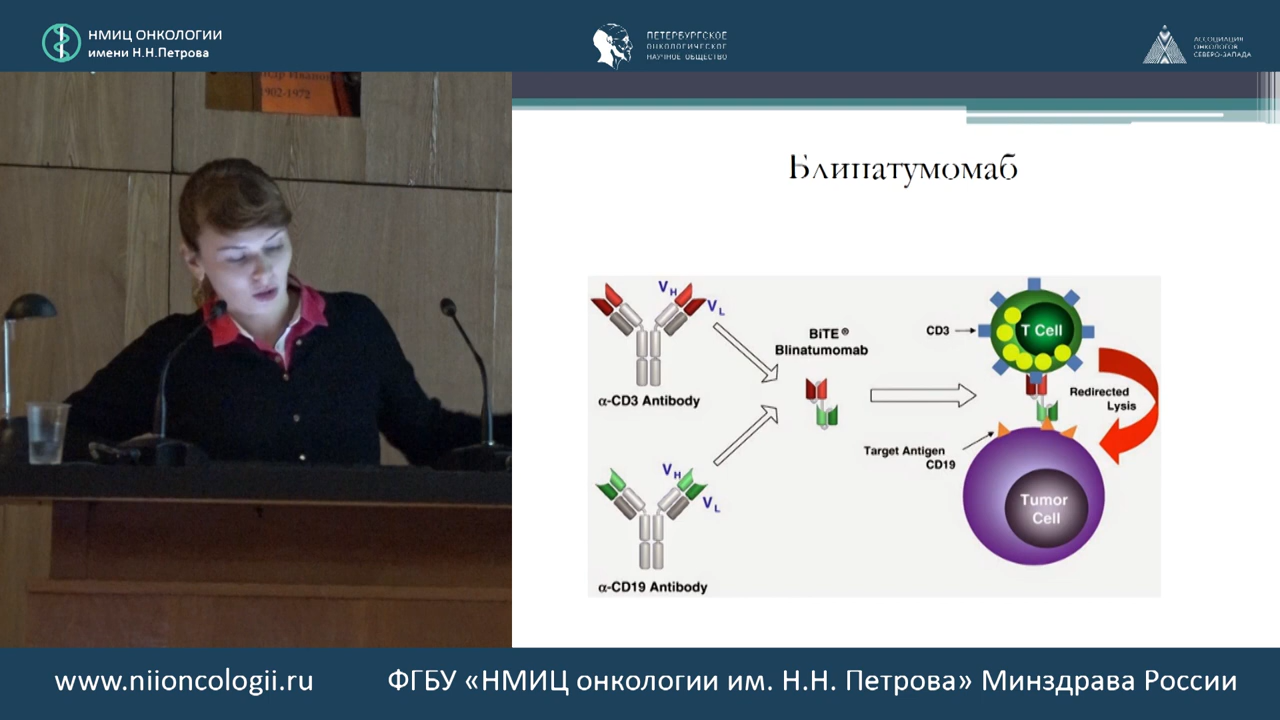 НМИЦ ОНКОЛОГИИ
имени Н.Н.Петрова
ПЕТЕРБУРГСКОЕ
ОНКОЛОГИЧЕСКОЕ
НАУЧНОЕ ОБЩЕСТВО
АССОЦИАЦИЯ
ОНКОЛОГОВ
СЕВЕРО-ЗАПАДА
1902-1972
Блинатумомаб
VH
VL
α-CD3 Antibody
BiTE®
Blinatumomab
CD3
T Cell
Redirected
Lysis
Target Antigen
CD19
Tumor
Cell
VH
VL
α-CD19 Antibody
www.niioncologii.ru
ФГБУ «НМИЦ онкологии им. Н.Н. Петрова» Минздрава России